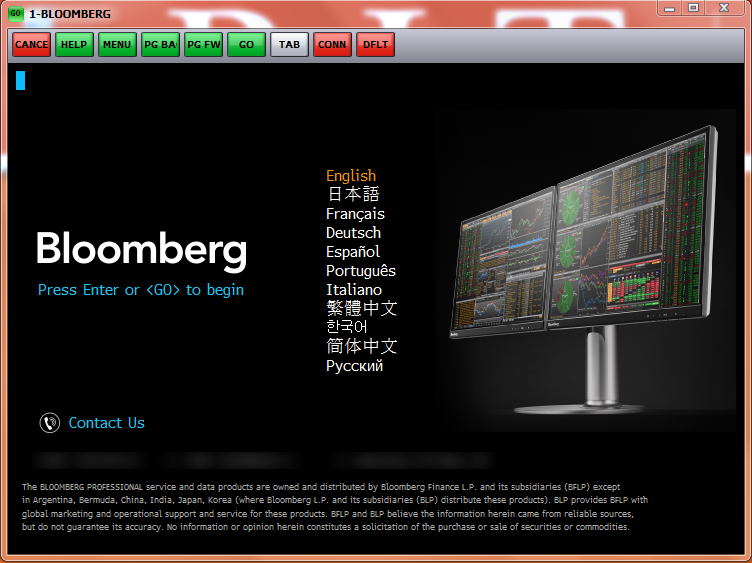 GO 1-BLOOMBERG
CANCE HELP MENU PG BA PG FW GO TAB CONN DFLT
English
日本語
Français
Deutsch
Español
Português
Italiano
繁體中文
한국어
简体中文
Русский
Bloomberg
Press Enter or <GO> to begin
Contact Us
The BLOOMBERG PROFESSIONAL service and data products are owned and distributed by Bloomberg Finance L.P. and its subsidiaries (BFLP) except
in Argentina, Bermuda, China, India, Japan, Korea (where Bloomberg L.P. and its subsidiaries (BLP) distribute these products). BLP provides BFLP with
global marketing and operational support and service for these products. BFLP and BLP believe the information herein came from reliable sources,
but do not guarantee its accuracy. No information or opinion herein constitutes a solicitation of the purchase or sale of securities or commodities.